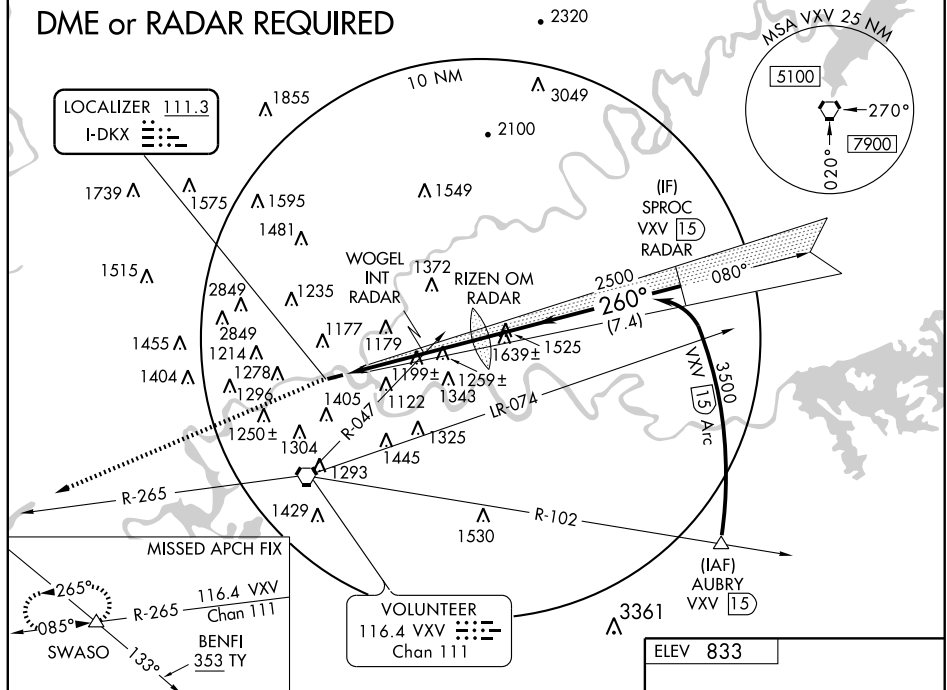 DME or RADAR REQUIRED
2320
MSA VXV 25 NM
5100
270°
7900
020°
10 NM
LOCALIZER 111.3
I-DKX
1855
3049
2100
1739
1575
1595
1549
1481
(IF)
SPROC
VXV 15
RADAR
WOGEL
INT
RADAR
1372
RIZEN OM
RADAR
2500
080°
260°
(7.4)
1515
2849
1235
2849
1177
1179
1639±
1525
1455
1214
1199±
1259±
1404
1278
1296
1122
1343
1405
R-047
LR-074
3500
VXV 15 Arc
1250±
1304
1325
1445
1293
R-265
1429
1530
R-102
(IAF)
AUBRY
VXV 15
MISSED APCH FIX
265°
R-265
116.4 VXV
Chan 111
085°
SWASO
133°
BENFI
353 TY
VOLUNTEER
116.4 VXV
Chan 111
3361
ELEV 833